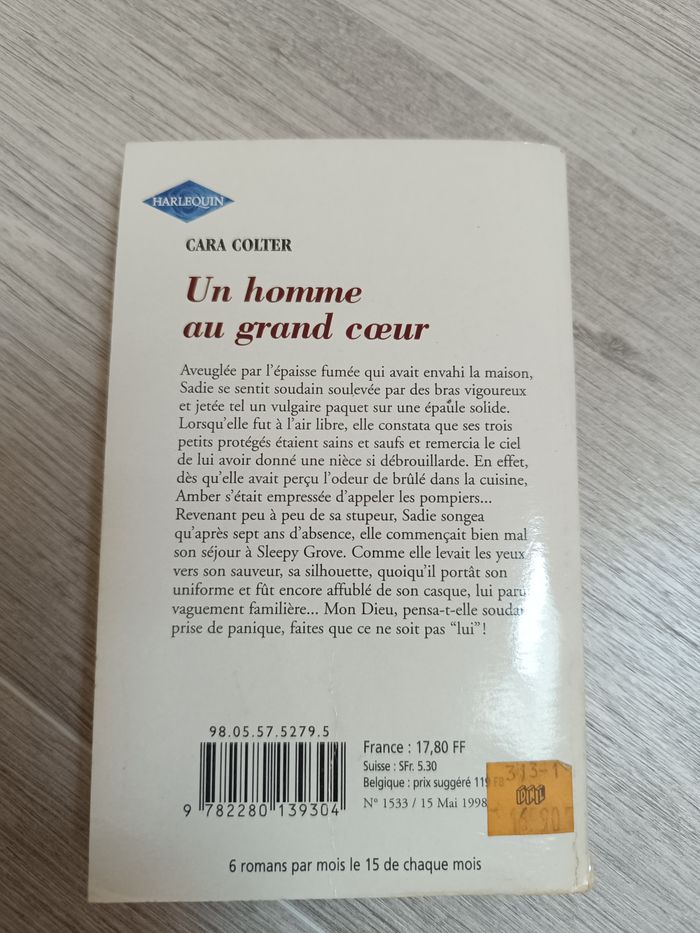 HARLEQUIN
CARA COLTER
Un homme
au grand cœur
Aveuglée par l'épaisse fumée qui avait envahi la maison,
Sadie se sentit soudain soulevée par des bras vigoureux
et jetée tel un vulgaire paquet sur une épaule solide.
Lorsqu'elle fut à l'air libre, elle constata que ses trois
petits protégés étaient sains et saufs et remercia le ciel
de lui avoir donné une nièce si débrouillarde. En effet,
dès qu'elle avait perçu l'odeur de brûlé dans la cuisine,
Amber s'était empressée d'appeler les pompiers...
Revenant peu à peu de sa stupeur, Sadie songea
qu'après sept ans d'absence, elle commençait bien mal
son séjour à Sleepy Grove. Comme elle levait les yeux
vers son sauveur, sa silhouette, quoiqu'il portât son
uniforme et fût encore affublé de son casque, lui parut
vaguement familière... Mon Dieu, pensa-t-elle soudain
prise de panique, faites que ce ne soit pas "lui"!
98.05.57.5279.5
9 782280 139304
France : 17,80 FF
Suisse : SFr. 5.30
Belgique : prix suggéré 119 FB
N° 1533 / 15 Mai 1998
313-1
16.90
6 romans par mois le 15 de chaque mois